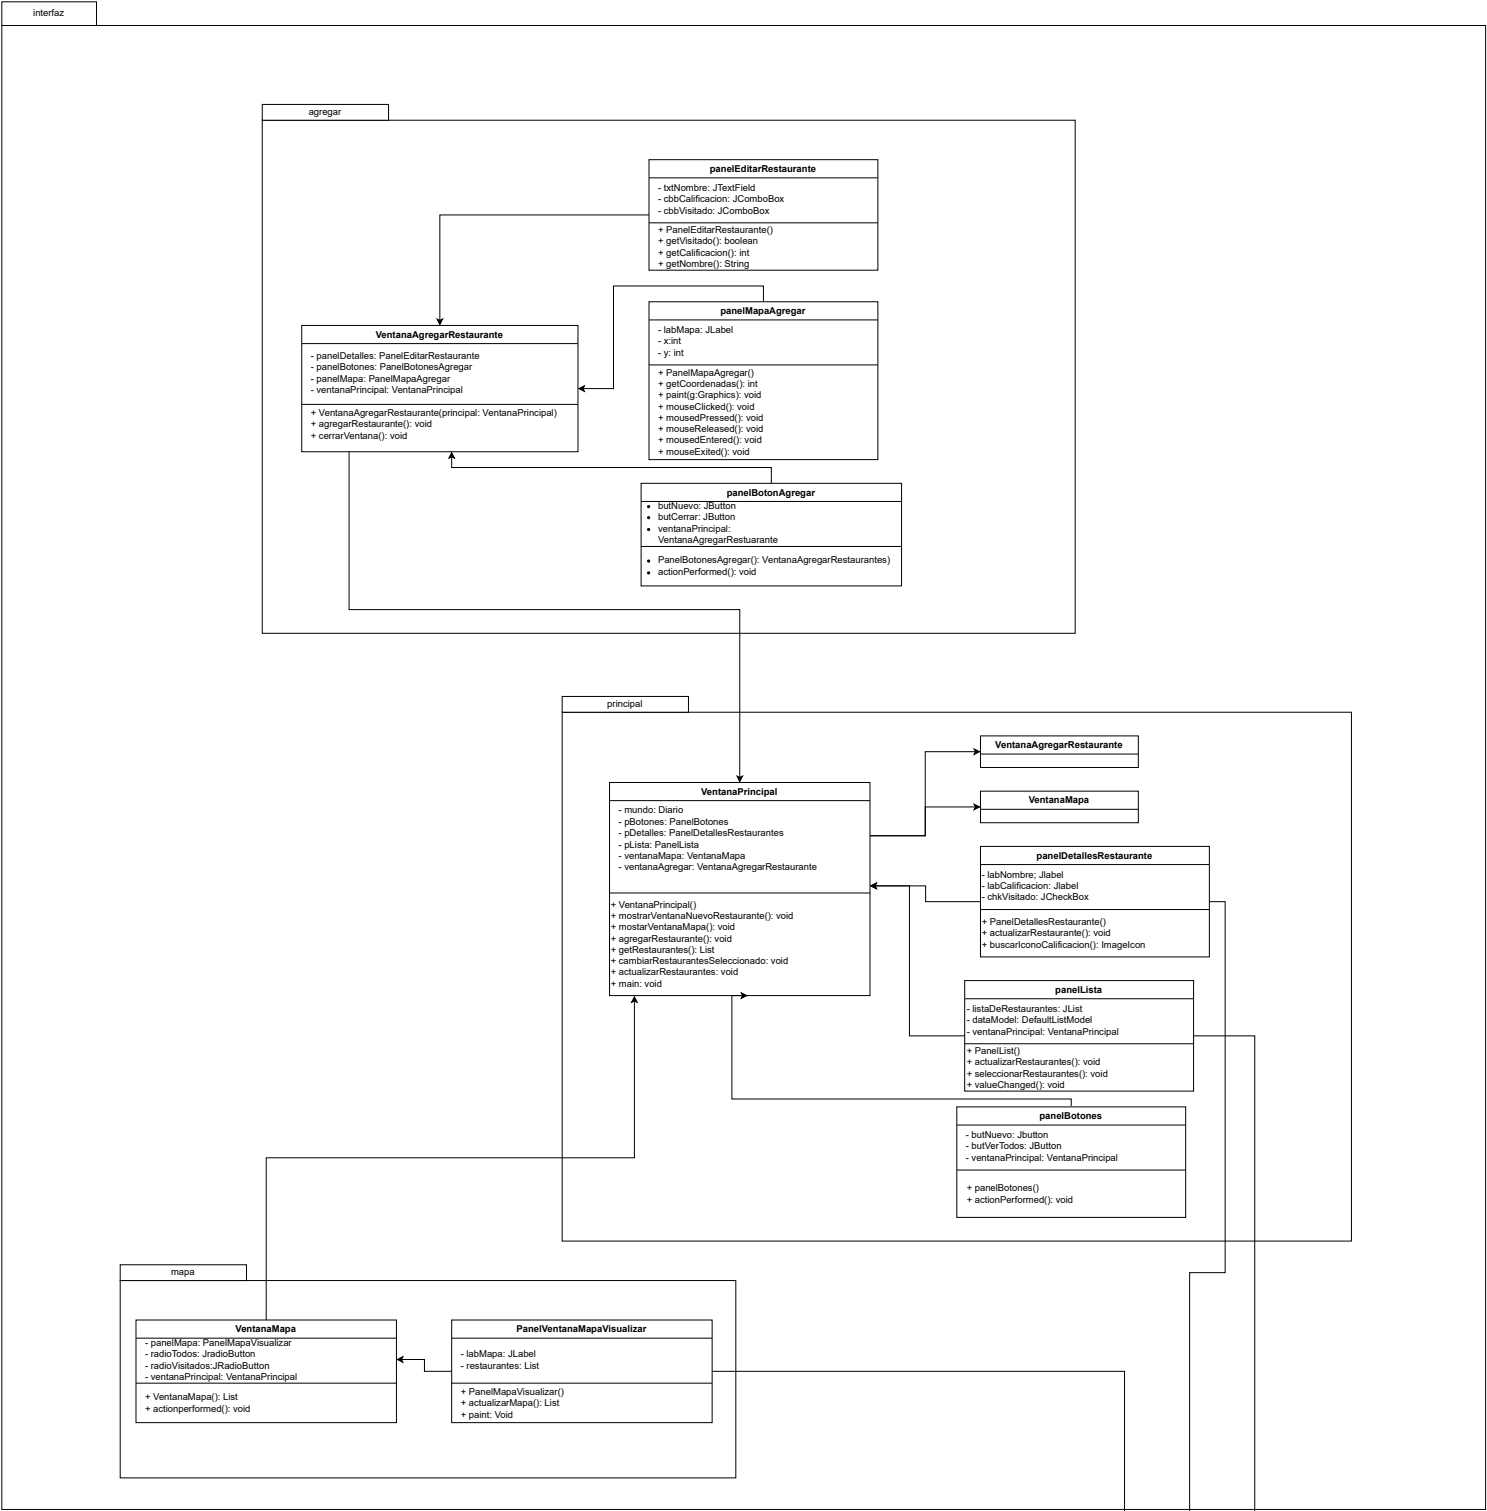 interfaz
agregar
panelEditarRestaurante
- txtNombre: JTextField
- cbbCalificacion: JComboBox
- cbbVisitado: JComboBox
+ PanelEditarRestaurante()
+ getVisitado(): boolean
+ getCalificacion(): int
+ getNombre(): String
panelMapaAgregar
- labMapa: JLabel
- x:int
- y: int
+ PanelMapaAgregar()
+ getCoordenadas(): int
+ paint(g:Graphics): void
+ mouseClicked(): void
+ mousedPressed(): void
+ mouseReleased(): void
+ mousedEntered(): void
+ mouseExited(): void
VentanaAgregarRestaurante
- panelDetalles: PanelEditarRestaurante
- panelBotones: PanelBotonesAgregar
- panelMapa: PanelMapaAgregar
- ventanaPrincipal: VentanaPrincipal
+ VentanaAgregarRestaurante(principal: VentanaPrincipal)
+ agregarRestaurante(): void
+ cerrarVentana(): void
panelBotonAgregar
• butNuevo: JButton
• butCerrar: JButton
• ventanaPrincipal:
VentanaAgregarRestuarante
• PanelBotonesAgregar(): VentanaAgregarRestaurantes)
• actionPerformed(): void
principal
VentanaAgregarRestaurante
VentanaMapa
VentanaPrincipal
- mundo: Diario
- pBotones: PanelBotones
- pDetalles: PanelDetallesRestaurantes
- pLista: PanelLista
- ventanaMapa: VentanaMapa
- ventanaAgregar: VentanaAgregarRestaurante
+ VentanaPrincipal()
+ mostrarVentanaNuevoRestaurante(): void
+ mostarVentanaMapa(): void
+ agregarRestaurante(): void
+ getRestaurantes(): List
+ cambiarRestaurantesSeleccionado: void
+ actualizarRestaurantes: void
+ main: void
panelDetallesRestaurante
- labNombre; Jlabel
- labCalificacion: Jlabel
- chkVisitado: JCheckBox
+ PanelDetallesRestaurante()
+ actualizarRestaurante(): void
+ buscarIconoCalificacion(): ImageIcon
panelLista
- listaDeRestaurantes: JList
- dataModel: DefaultListModel
- ventanaPrincipal: VentanaPrincipal
+ PanelList()
+ actualizarRestaurantes(): void
+ seleccionarRestaurantes(): void
+ valueChanged(): void
panelBotones
- butNuevo: Jbutton
- butVerTodos: JButton
- ventanaPrincipal: VentanaPrincipal
+ panelBotones()
+ actionPerformed(): void
mapa
VentanaMapa
- panelMapa: PanelMapaVisualizar
- radioTodos: JradioButton
- radioVisitados:JRadioButton
- ventanaPrincipal: VentanaPrincipal
+ VentanaMapa(): List
+ actionperformed(): void
PanelVentanaMapaVisualizar
- labMapa: JLabel
- restaurantes: List
+ PanelMapaVisualizar()
+ actualizarMapa(): List
+ paint: Void